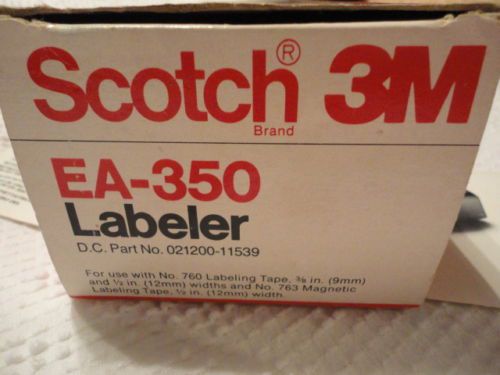 Scotch® 3M
Brand
EA-350
Labeler
D.C. Part No. 021200-11539
For use with No. 760 Labeling Tape, 3/8 in. (9mm)
and 1/2 in. (12mm) widths and No. 763 Magnetic
Labeling Tape, 1/2 in. (12mm) width.